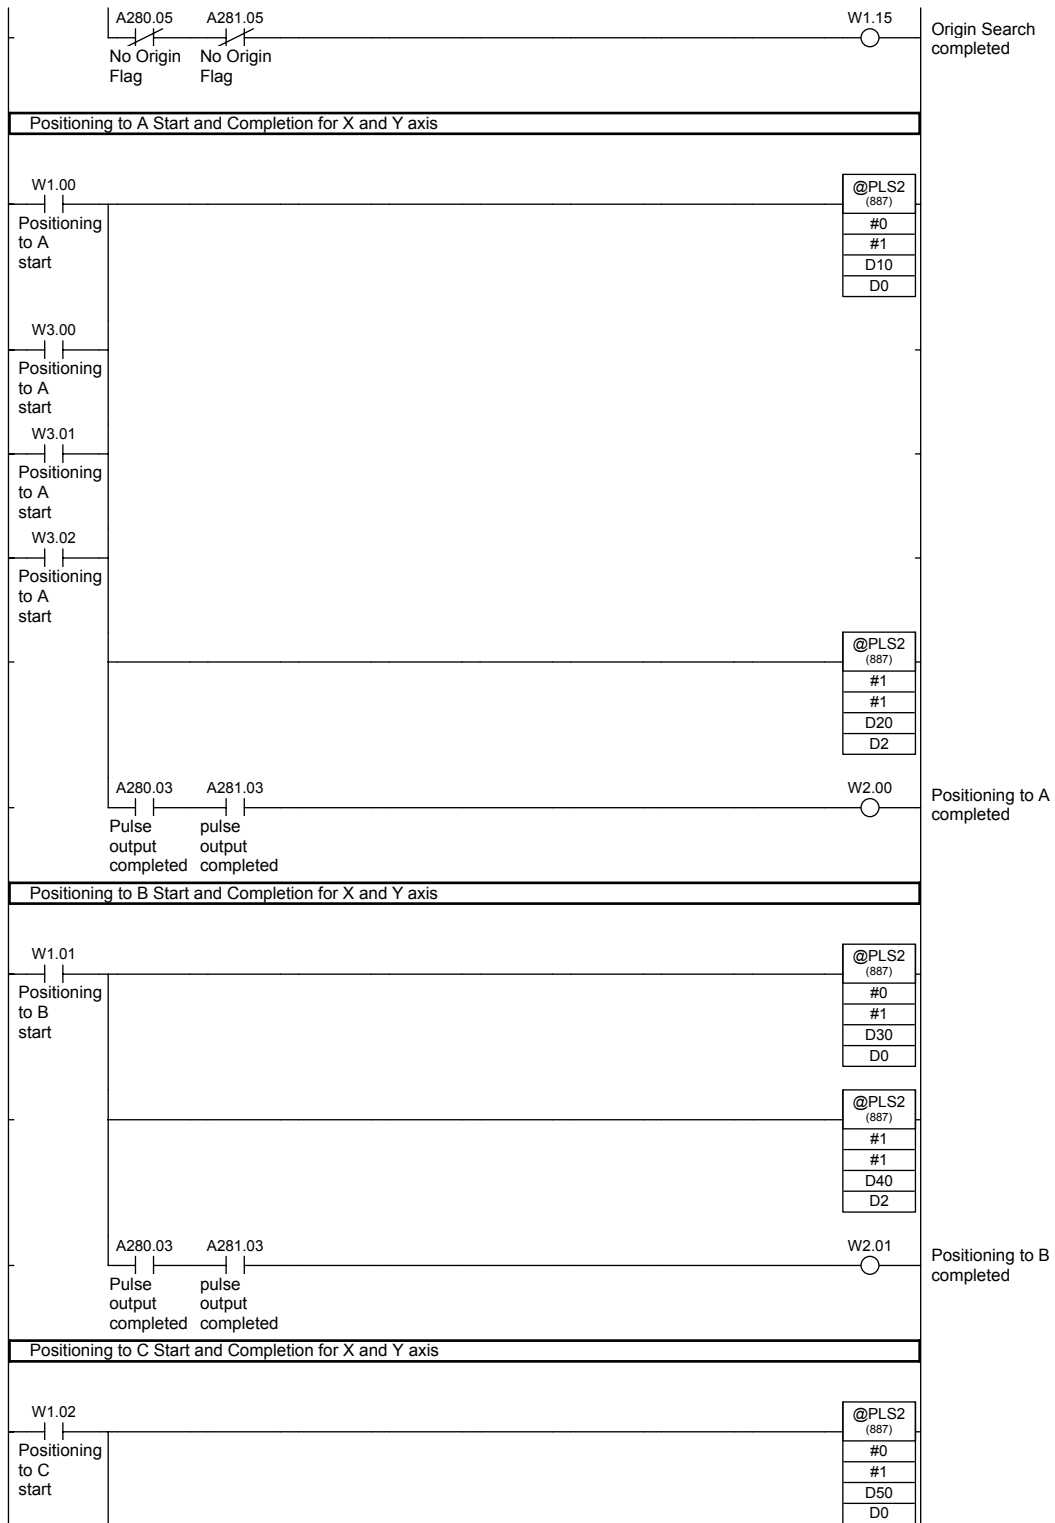 A280.05 A281.05 W1.15
No Origin Flag No Origin Flag
Origin Search completed
Positioning to A Start and Completion for X and Y axis
W1.00
Positioning to A start
@PLS2
(887)
#0
#1
D10
D0
W3.00
Positioning to A start
W3.01
Positioning to A start
W3.02
Positioning to A start
@PLS2
(887)
#1
#1
D20
D2
A280.03 A281.03 W2.00
Pulse output completed pulse output completed
Positioning to A completed
Positioning to B Start and Completion for X and Y axis
W1.01
Positioning to B start
@PLS2
(887)
#0
#1
D30
D0
@PLS2
(887)
#1
#1
D40
D2
A280.03 A281.03 W2.01
Pulse output completed pulse output completed
Positioning to B completed
Positioning to C Start and Completion for X and Y axis
W1.02
Positioning to C start
@PLS2
(887)
#0
#1
D50
D0